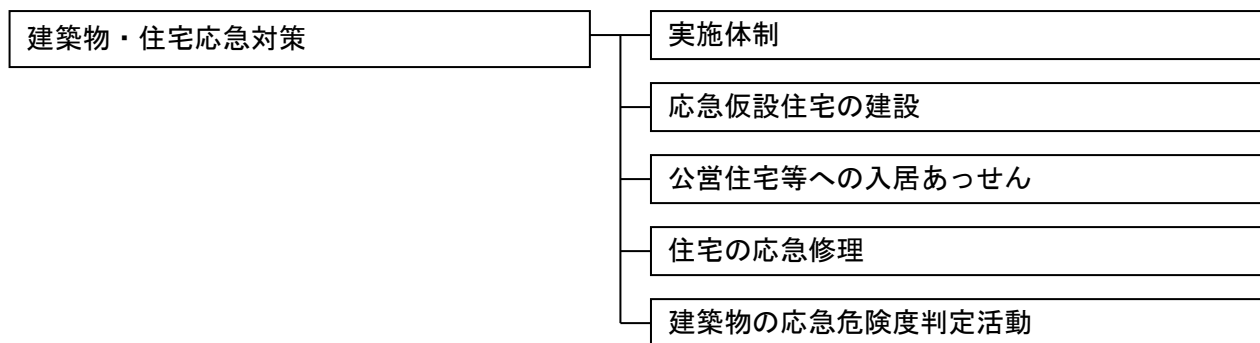 建築物・住宅応急対策
実施体制
応急仮設住宅の建設
公営住宅等への入居あっせん
住宅の応急修理
建築物の応急危険度判定活動